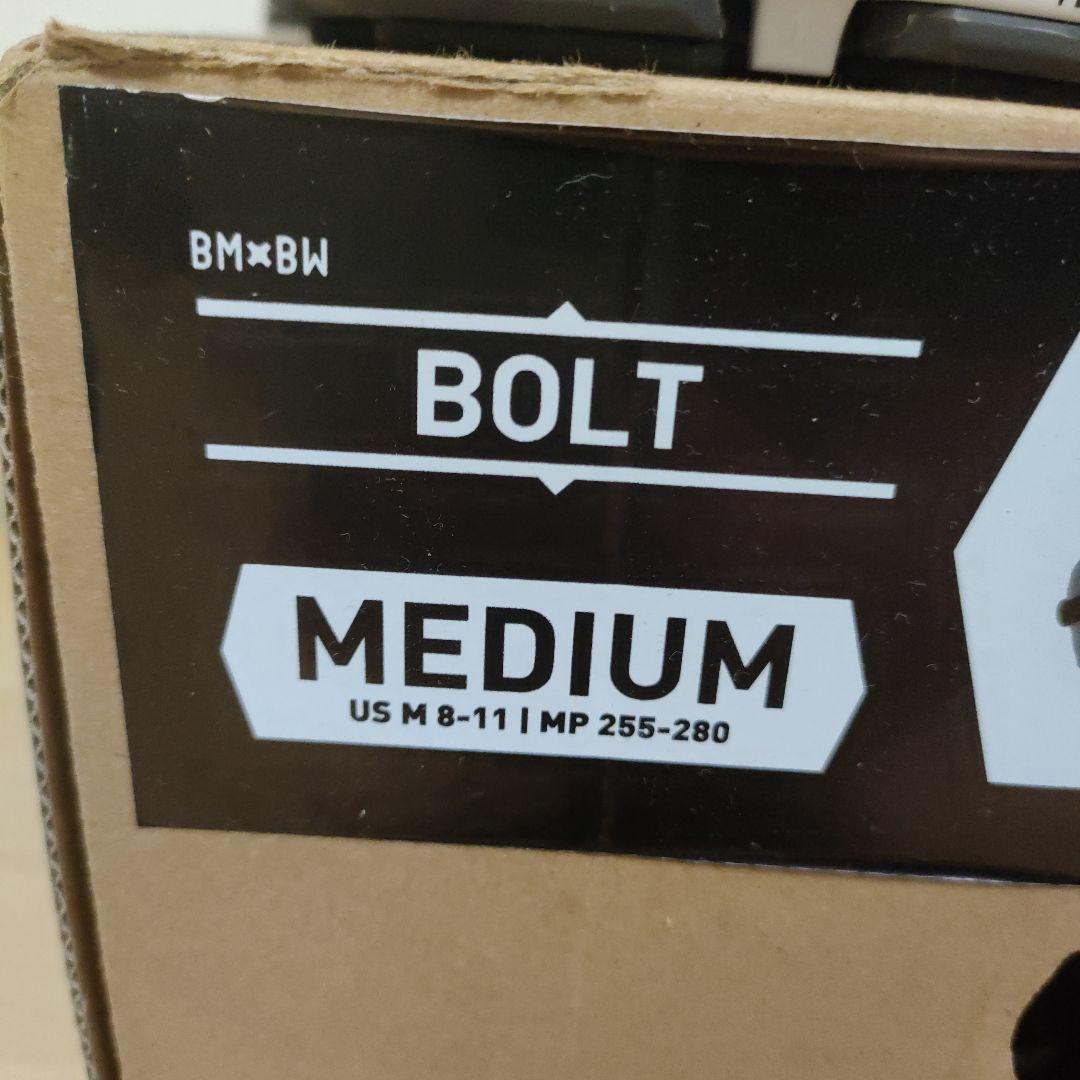 BM×BW
BOLT
MEDIUM
US M 8-11 | MP 255-280